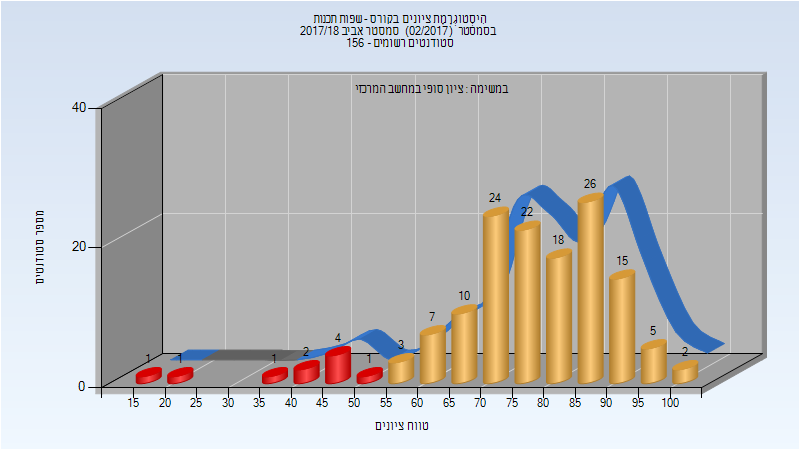 היסטוגרמת ציונים בקורס - שפות תכנות
בסמסטר (02/2017) סמסטר אביב 2017/18
סטודנטים רשומים - 156
במשימה : ציון סופי במחשב המרכזי
מספר סטודנטים
40
20
0
1 1 1 2 4 1 3 7 10 24 22 18 26 15 5 2
15 20 25 30 35 40 45 50 55 60 65 70 75 80 85 90 95 100
טווח ציונים